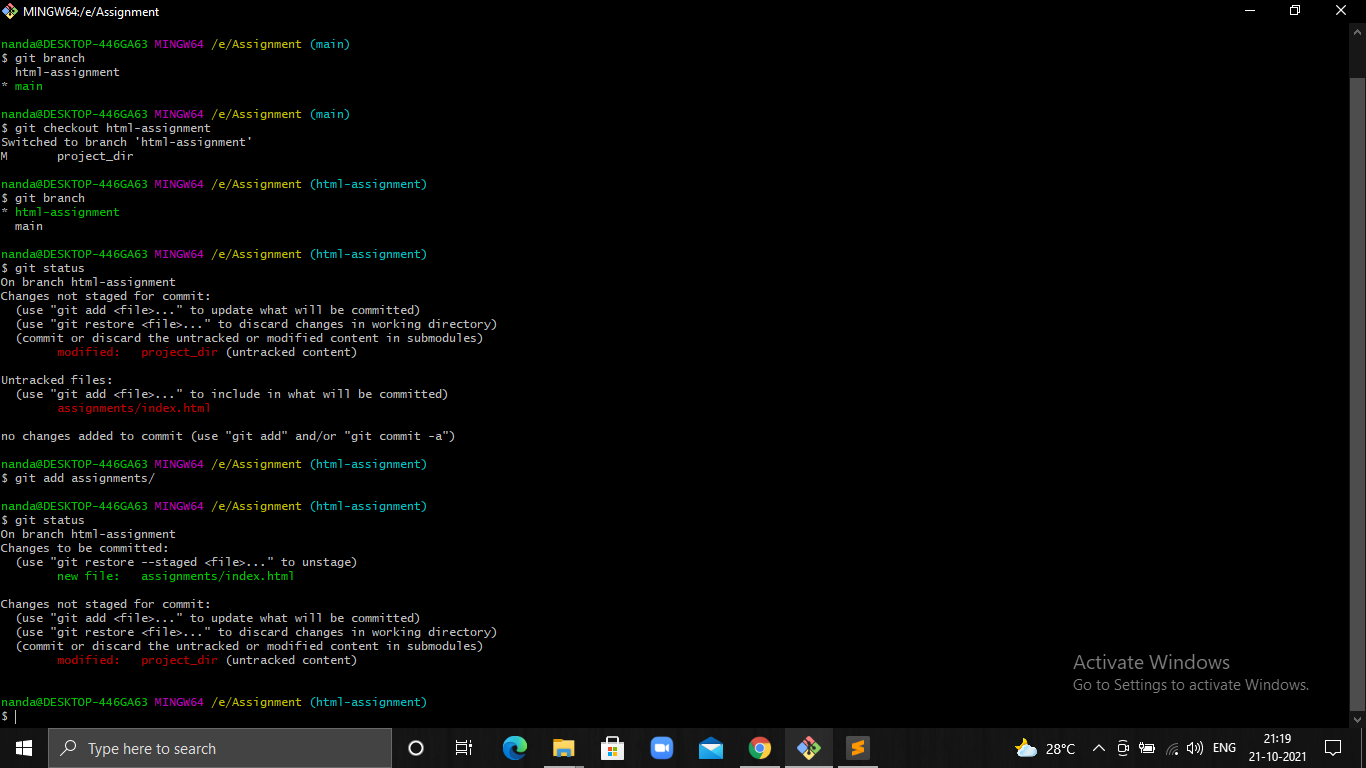 MINGW64:/e/Assignment
nanda@DESKTOP-446GA63 MINGW64 /e/Assignment (main)
$ git branch
  html-assignment
* main
nanda@DESKTOP-446GA63 MINGW64 /e/Assignment (main)
$ git checkout html-assignment
Switched to branch 'html-assignment'
M       project_dir
nanda@DESKTOP-446GA63 MINGW64 /e/Assignment (html-assignment)
$ git branch
* html-assignment
  main
nanda@DESKTOP-446GA63 MINGW64 /e/Assignment (html-assignment)
$ git status
On branch html-assignment
Changes not staged for commit:
  (use "git add <file>..." to update what will be committed)
  (use "git restore <file>..." to discard changes in working directory)
  (commit or discard the untracked or modified content in submodules)
        modified:   project_dir (untracked content)
Untracked files:
  (use "git add <file>..." to include in what will be committed)
        assignments/index.html
no changes added to commit (use "git add" and/or "git commit -a")
nanda@DESKTOP-446GA63 MINGW64 /e/Assignment (html-assignment)
$ git add assignments/
nanda@DESKTOP-446GA63 MINGW64 /e/Assignment (html-assignment)
$ git status
On branch html-assignment
Changes to be committed:
  (use "git restore --staged <file>..." to unstage)
        new file:   assignments/index.html
Changes not staged for commit:
  (use "git add <file>..." to update what will be committed)
  (use "git restore <file>..." to discard changes in working directory)
  (commit or discard the untracked or modified content in submodules)
        modified:   project_dir (untracked content)
nanda@DESKTOP-446GA63 MINGW64 /e/Assignment (html-assignment)
$
Activate Windows
Go to Settings to activate Windows.
Type here to search
28°C
ENG
21:19
21-10-2021